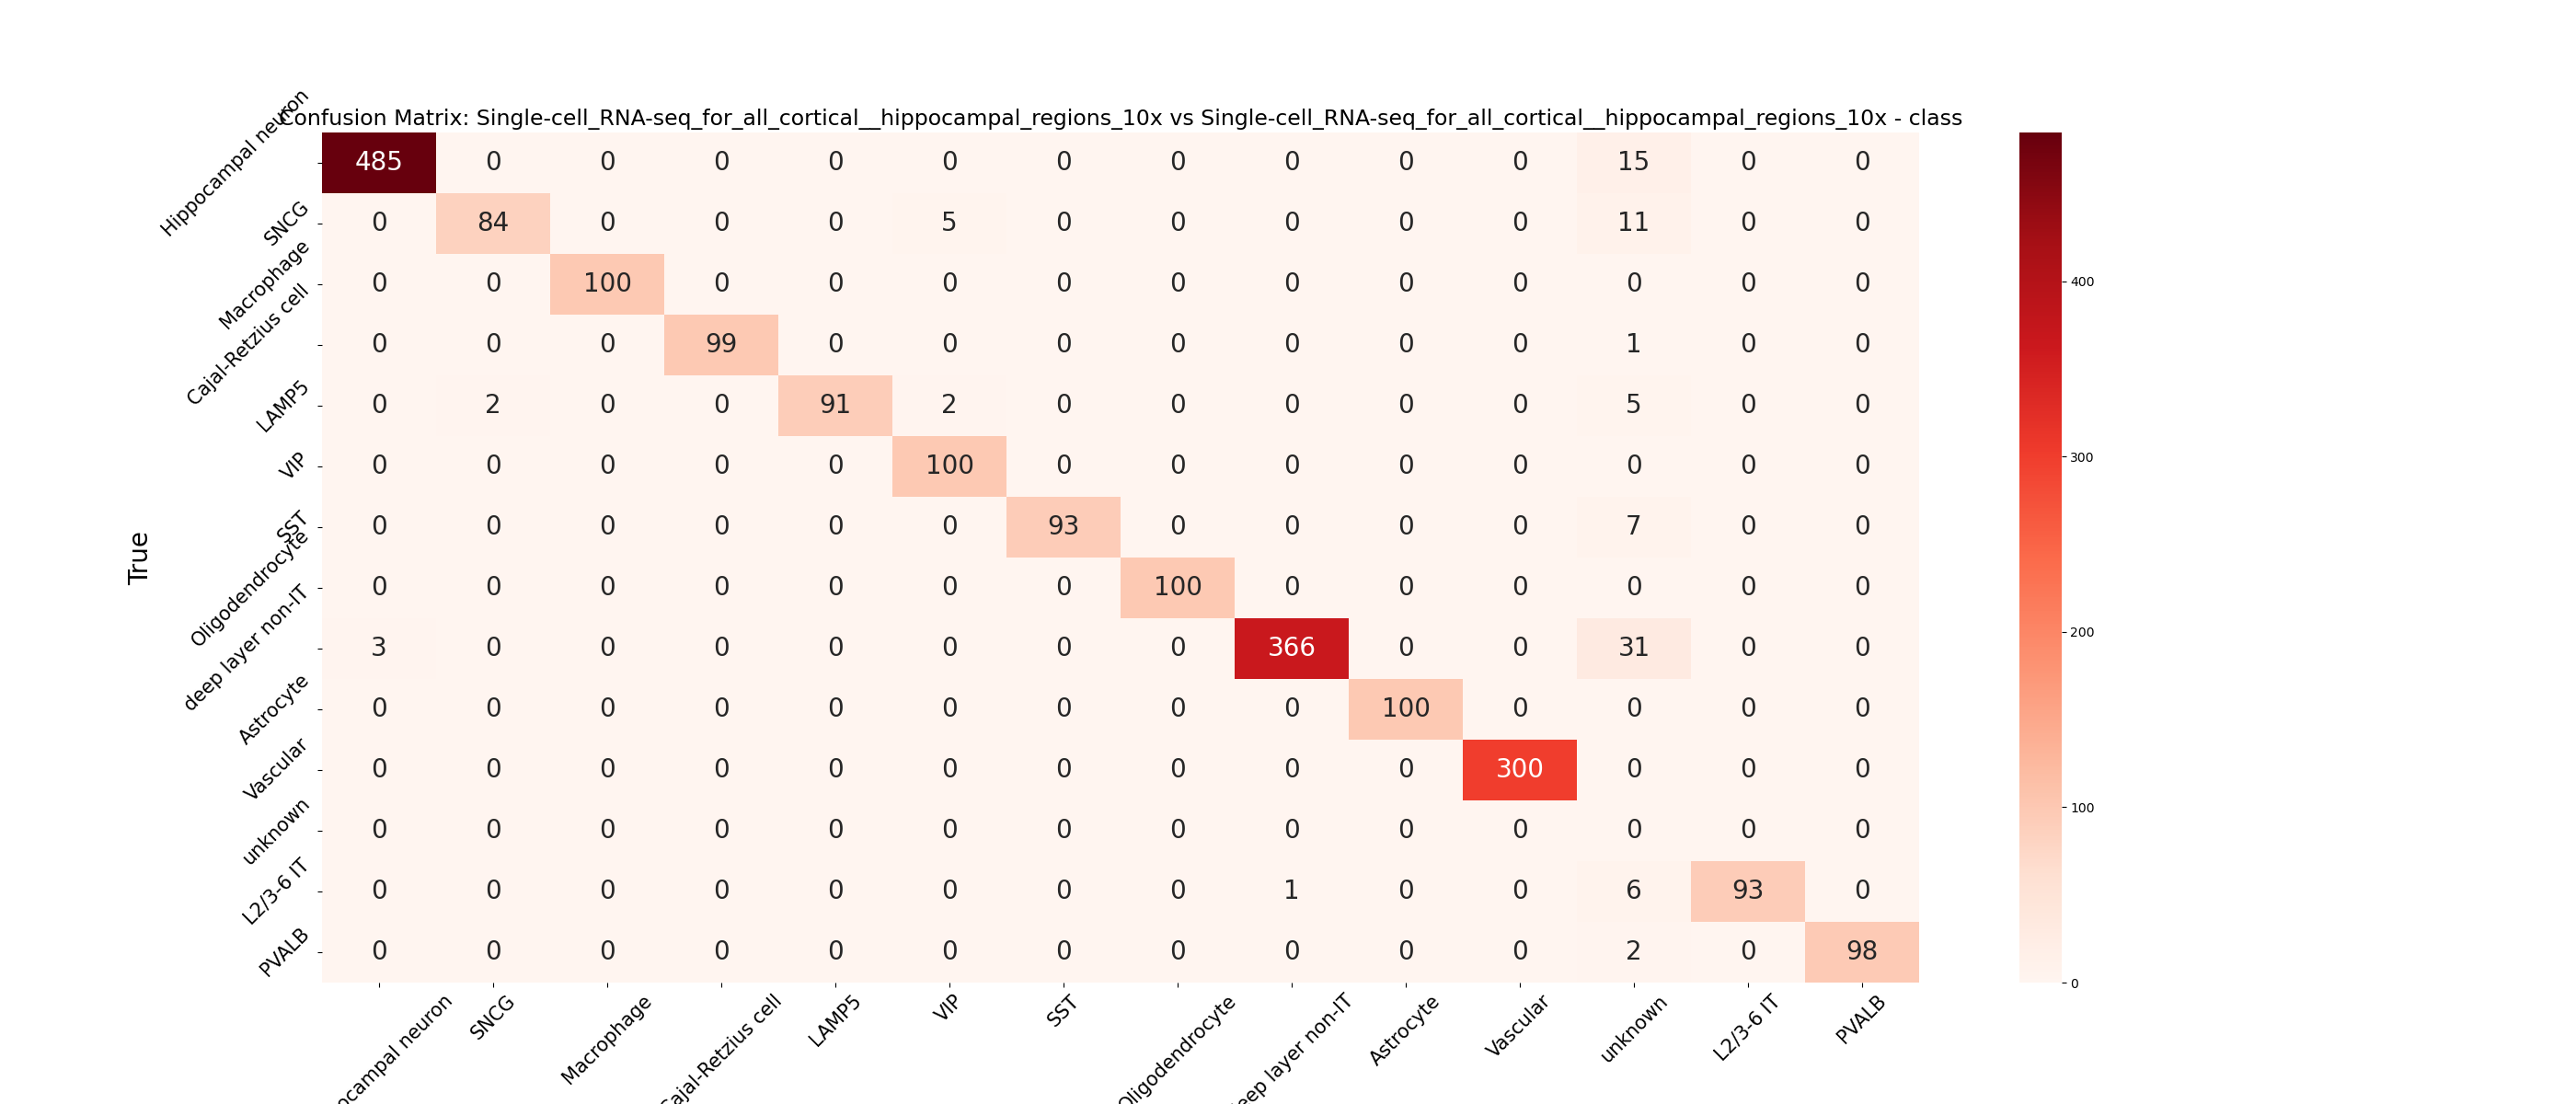 Confusion Matrix: Single-cell_RNA-seq_for_all_cortical__hippocampal_regions_10x vs Single-cell_RNA-seq_for_all_cortical__hippocampal_regions_10x - class
True
Hippocampal neuron 485 0 0 0 0 0 0 0 0 0 0 15 0 0
SNCG 0 84 0 0 0 5 0 0 0 0 0 11 0 0
Macrophage 0 0 100 0 0 0 0 0 0 0 0 0 0 0
Cajal-Retzius cell 0 0 0 99 0 0 0 0 0 0 0 1 0 0
LAMP5 0 2 0 0 91 2 0 0 0 0 0 5 0 0
VIP 0 0 0 0 0 100 0 0 0 0 0 0 0 0
SST 0 0 0 0 0 0 93 0 0 0 0 7 0 0
Oligodendrocyte 0 0 0 0 0 0 0 100 0 0 0 0 0 0
deep layer non-IT 3 0 0 0 0 0 0 0 366 0 0 31 0 0
Astrocyte 0 0 0 0 0 0 0 0 0 100 0 0 0 0
Vascular 0 0 0 0 0 0 0 0 0 0 300 0 0 0
unknown 0 0 0 0 0 0 0 0 0 0 0 0 0 0
L2/3-6 IT 0 0 0 0 0 0 0 0 1 0 0 6 93 0
PVALB 0 0 0 0 0 0 0 0 0 0 0 2 0 98
ocampal neuron
SNCG
Macrophage
Cajal-Retzius cell
LAMP5
VIP
SST
Oligodendrocyte
eep layer non-IT
Astrocyte
Vascular
unknown
L2/3-6 IT
PVALB
400
300
200
100
0